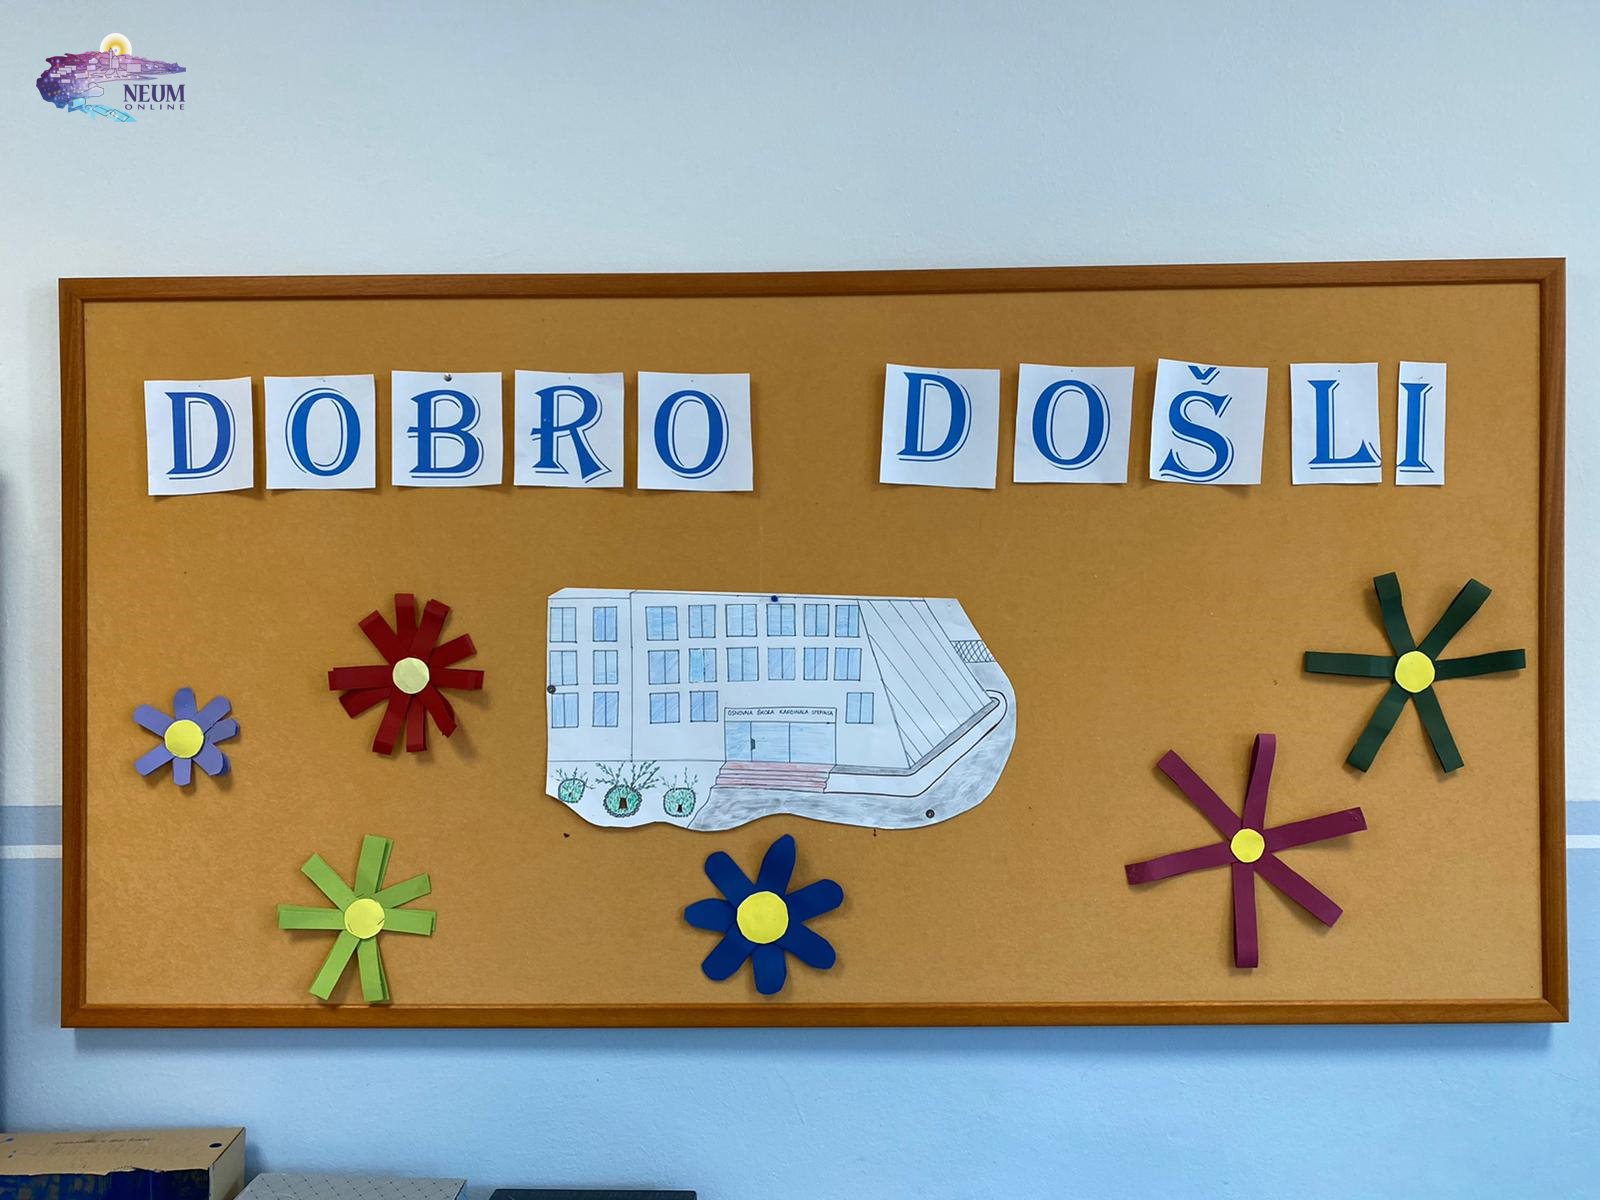 NEUM
ONLINE
DOBRO DOŠLI
OSNOVNA ŠKOLA KARDINALA STEPINCA